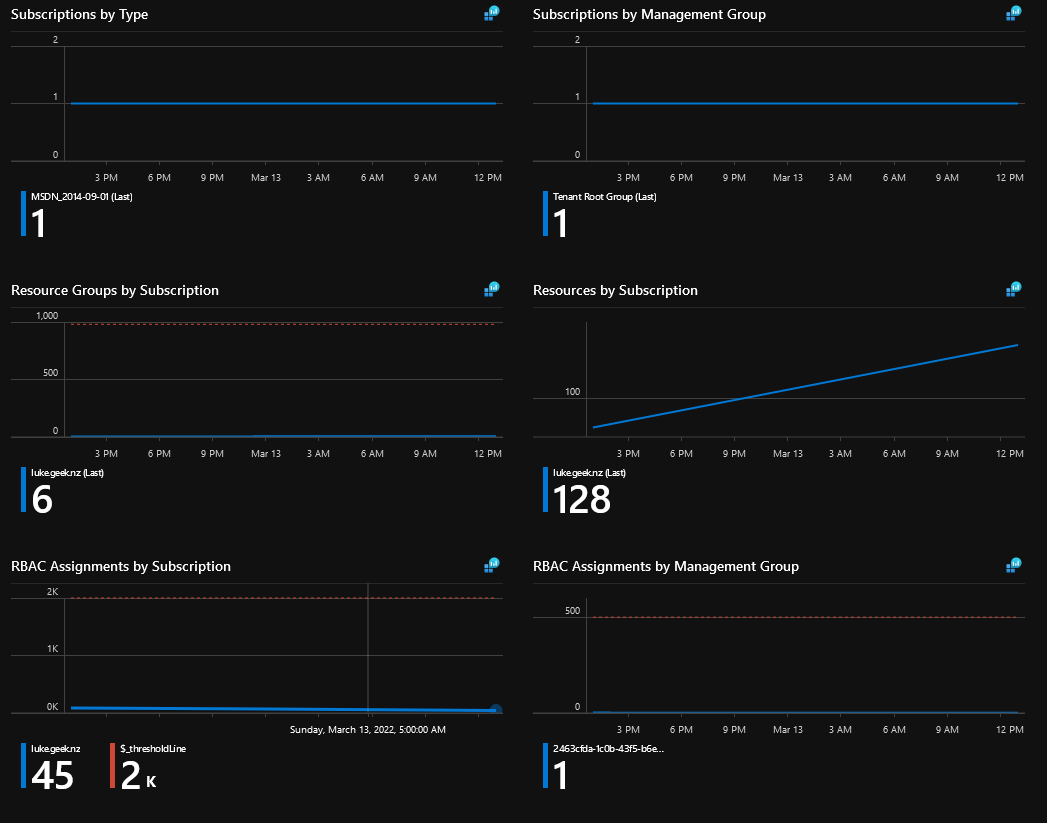 Subscriptions by Type
2
1
0
3 PM 6 PM 9 PM Mar 13 3 AM 6 AM 9 AM 12 PM
MSDN_2014-09-01 (Last)
1
Subscriptions by Management Group
2
1
0
3 PM 6 PM 9 PM Mar 13 3 AM 6 AM 9 AM 12 PM
Tenant Root Group (Last)
1
Resource Groups by Subscription
1,000
500
0
3 PM 6 PM 9 PM Mar 13 3 AM 6 AM 9 AM 12 PM
luke.geek.nz (Last)
6
Resources by Subscription
100
3 PM 6 PM 9 PM Mar 13 3 AM 6 AM 9 AM 12 PM
luke.geek.nz (Last)
128
RBAC Assignments by Subscription
2K
1K
0K
Sunday, March 13, 2022, 5:00:00 AM
luke.geek.nz $_thresholdLine
45 2 K
RBAC Assignments by Management Group
500
0
3 PM 6 PM 9 PM Mar 13 3 AM 6 AM 9 AM 12 PM
2463cfda-1c0b-43f5-b6e...
1